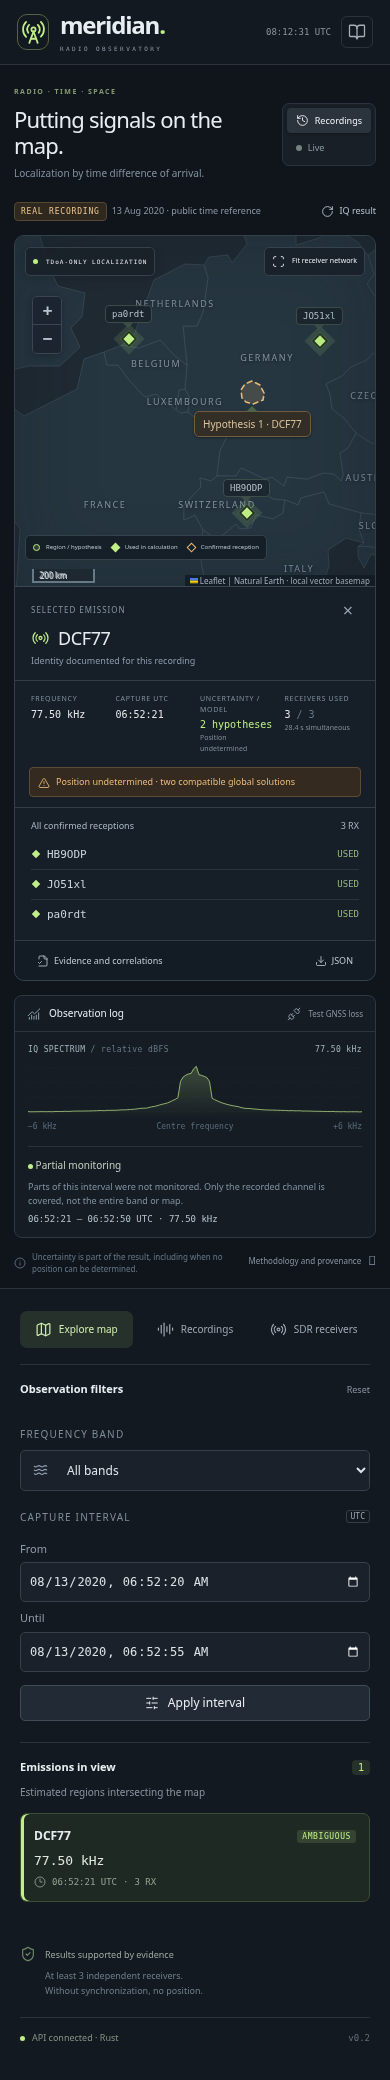 meridian.
RADIO OBSERVATORY
08:12:31 UTC
RADIO · TIME · SPACE
Putting signals on the
map.
Localization by time difference of arrival.
Recordings
Live
REAL RECORDING
13 Aug 2020 · public time reference
IQ result
TDoA-ONLY LOCALIZATION
Fit receiver network
+
−
NETHERLANDS
pa0rdt
JO51xl
BELGIUM
GERMANY
LUXEMBOURG
CZEC
Hypothesis 1 · DCF77
AUSTI
HB9ODP
FRANCE
SWITZERLAND
SLO
Region / hypothesis
Used in calculation
Confirmed reception
ITALY
200 km
Leaflet | Natural Earth · local vector basemap
SELECTED EMISSION
DCF77
Identity documented for this recording
FREQUENCY
77.50 kHz
CAPTURE UTC
06:52:21
UNCERTAINTY /
MODEL
2 hypotheses
Position
undetermined
RECEIVERS USED
3 / 3
28.4 s simultaneous
Position undetermined · two compatible global solutions
All confirmed receptions
3 RX
HB9ODP
USED
JO51xl
USED
pa0rdt
USED
Evidence and correlations
JSON
Observation log
Test GNSS loss
IQ SPECTRUM / relative dBFS
77.50 kHz
−6 kHz
Centre frequency
+6 kHz
Partial monitoring
Parts of this interval were not monitored. Only the recorded channel is
covered, not the entire band or map.
06:52:21 — 06:52:50 UTC · 77.50 kHz
Uncertainty is part of the result, including when no
position can be determined.
Methodology and provenance
Explore map
Recordings
SDR receivers
Observation filters
Reset
FREQUENCY BAND
All bands
CAPTURE INTERVAL
UTC
From
08/13/2020, 06:52:20 AM
Until
08/13/2020, 06:52:55 AM
Apply interval
Emissions in view
1
Estimated regions intersecting the map
DCF77
AMBIGUOUS
77.50 kHz
06:52:21 UTC · 3 RX
Results supported by evidence
At least 3 independent receivers.
Without synchronization, no position.
API connected · Rust
v0.2